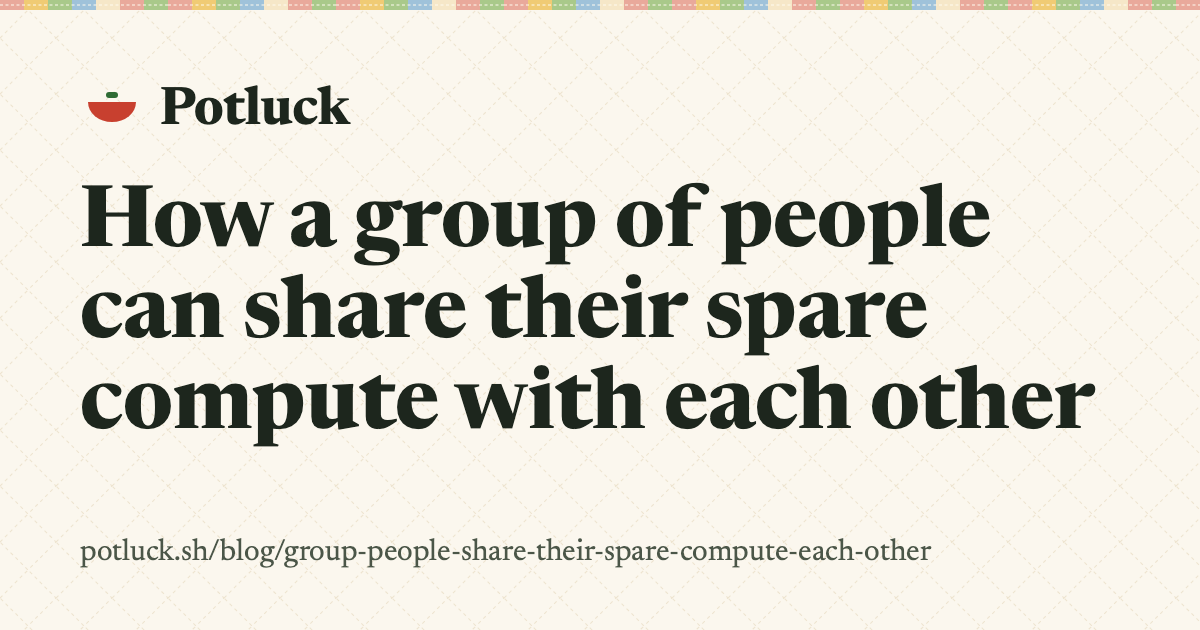 Potluck
How a group of people
can share their spare
compute with each other
potluck.sh/blog/group-people-share-their-spare-compute-each-other